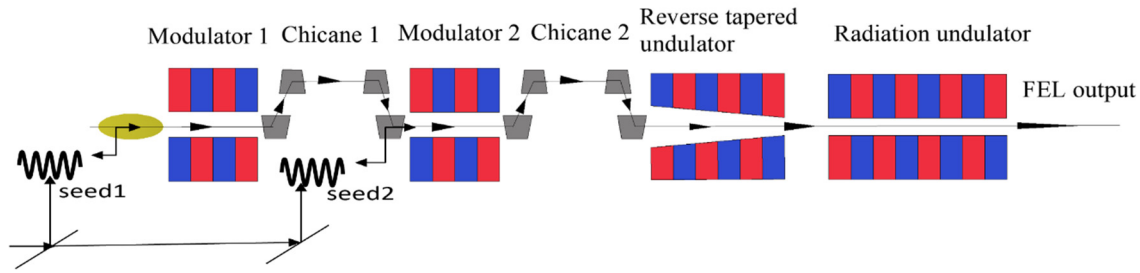 Modulator 1
Chicane 1
Modulator 2
Chicane 2
Reverse tapered
undulator
Radiation undulator
FEL output
seed1
seed2